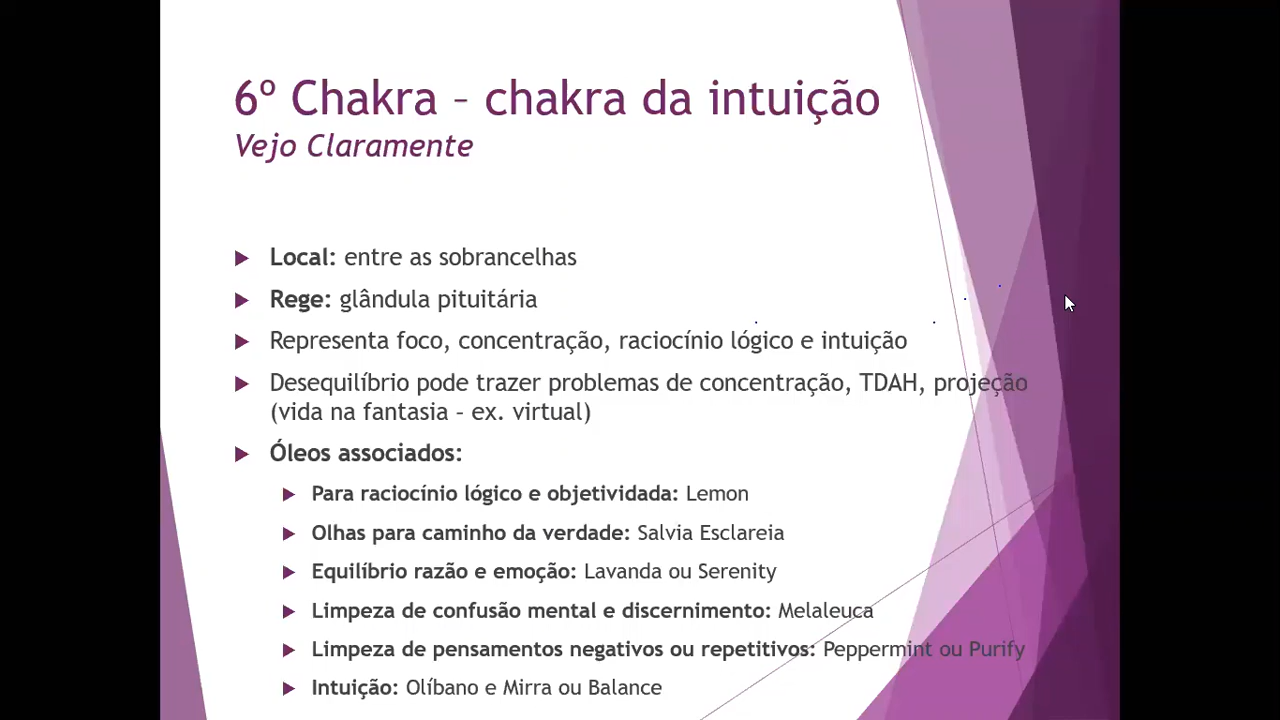 6º Chakra – chakra da intuição
Vejo Claramente
Local: entre as sobrancelhas
Rege: glândula pituitária
Representa foco, concentração, raciocínio lógico e intuição
Desequilíbrio pode trazer problemas de concentração, TDAH, projeção
(vida na fantasia – ex. virtual)
Óleos associados:
Para raciocínio lógico e objetividada: Lemon
Olhas para caminho da verdade: Salvia Esclareia
Equilíbrio razão e emoção: Lavanda ou Serenity
Limpeza de confusão mental e discernimento: Melaleuca
Limpeza de pensamentos negativos ou repetitivos: Peppermint ou Purify
Intuição: Olíbano e Mirra ou Balance